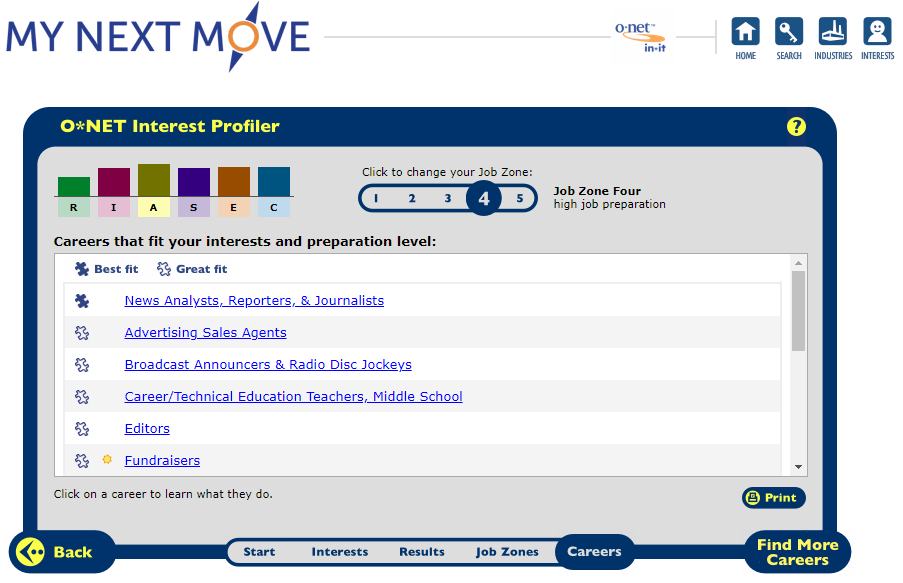 MY NEXT MOVE
o·net™
in·it
HOME
SEARCH
INDUSTRIES
INTERESTS
O*NET Interest Profiler
?
R I A S E C
Click to change your Job Zone:
1 2 3 4 5
Job Zone Four
high job preparation
Careers that fit your interests and preparation level:
Best fit Great fit
News Analysts, Reporters, & Journalists
Advertising Sales Agents
Broadcast Announcers & Radio Disc Jockeys
Career/Technical Education Teachers, Middle School
Editors
Fundraisers
Click on a career to learn what they do.
Print
Back
Start
Interests
Results
Job Zones
Careers
Find More
Careers